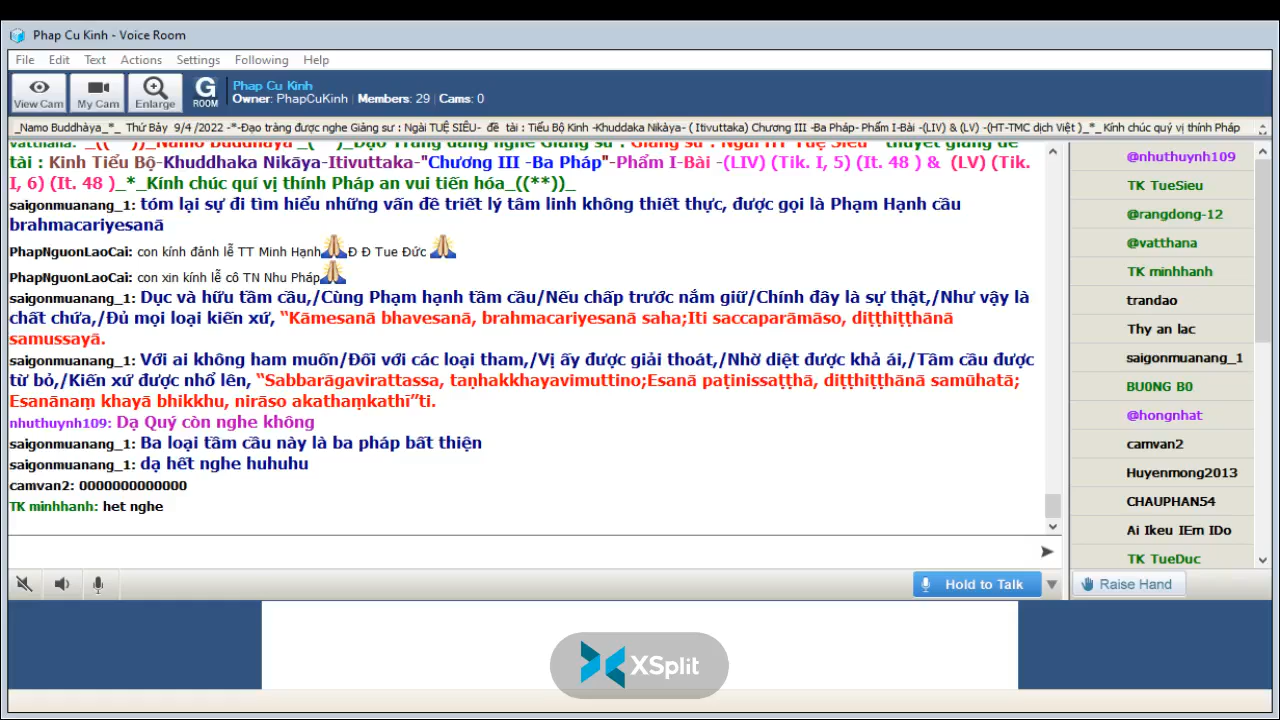 Phap Cu Kinh - Voice Room
File Edit Text Actions Settings Following Help
View Cam My Cam Enlarge G ROOM
Phap Cu Kinh
Owner: PhapCuKinh | Members: 29 | Cams: 0
_Namo Buddhàya_*_ Thứ Bảy 9/4 /2022 -*-Đạo tràng được nghe Giảng sư : Ngài TUỆ SIÊU- đề tài : Tiểu Bộ Kinh -Khuddaka Nikàya- ( Itivuttaka) Chương III -Ba Pháp- Phẩm I-Bài -(LIV) & (LV) -(HT-TMC dịch Việt )_*_ Kính chúc quý vị thính Pháp
tài : Kinh Tiểu Bộ-Khuddhaka Nikāya-Itivuttaka-"Chương III -Ba Pháp"-Phẩm I-Bài -(LIV) (Tik. I, 5) (It. 48 ) & (LV) (Tik.
I, 6) (It. 48 )_*_Kính chúc quí vị thính Pháp an vui tiến hóa_((**))_
saigonmuanang_1: tóm lại sự đi tìm hiểu những vấn đề triết lý tâm linh không thiết thực, được gọi là Phạm Hạnh cầu
brahmacariyesanā
PhapNguonLaoCai: con kính đảnh lễ TT Minh Hạnh Đ Đ Tue Đức
PhapNguonLaoCai: con xin kính lễ cô TN Nhu Pháp
saigonmuanang_1: Dục và hữu tầm cầu,/Cùng Phạm hạnh tầm cầu/Nếu chấp trước nắm giữ/Chính đây là sự thật,/Như vậy là
chất chứa,/Đủ mọi loại kiến xứ, “Kāmesanā bhavesanā, brahmacariyesanā saha;Iti saccaparāmāso, diṭṭhiṭṭhānā
samussayā.
saigonmuanang_1: Với ai không ham muốn/Đối với các loại tham,/Vị ấy được giải thoát,/Nhờ diệt được khả ái,/Tầm cầu được
từ bỏ,/Kiến xứ được nhổ lên, “Sabbarāgavirattassa, taṇhakkhayavimuttino;Esanā paṭinissaṭṭhā, diṭṭhiṭṭhānā samūhatā;
Esanānaṃ khayā bhikkhu, nirāso akathaṃkathī”ti.
nhuthuynh109: Dạ Quý còn nghe không
saigonmuanang_1: Ba loại tầm cầu này là ba pháp bất thiện
saigonmuanang_1: dạ hết nghe huhuhu
camvan2: 0000000000000
TK minhhanh: het nghe
@nhuthuynh109
TK TueSieu
@rangdong-12
@vatthana
TK minhhanh
trandao
Thy an lac
saigonmuanang_1
BU0NG B0
@hongnhat
camvan2
Huyenmong2013
CHAUPHAN54
Ai Ikeu IEm IDo
TK TueDuc
Hold to Talk
Raise Hand
XSplit